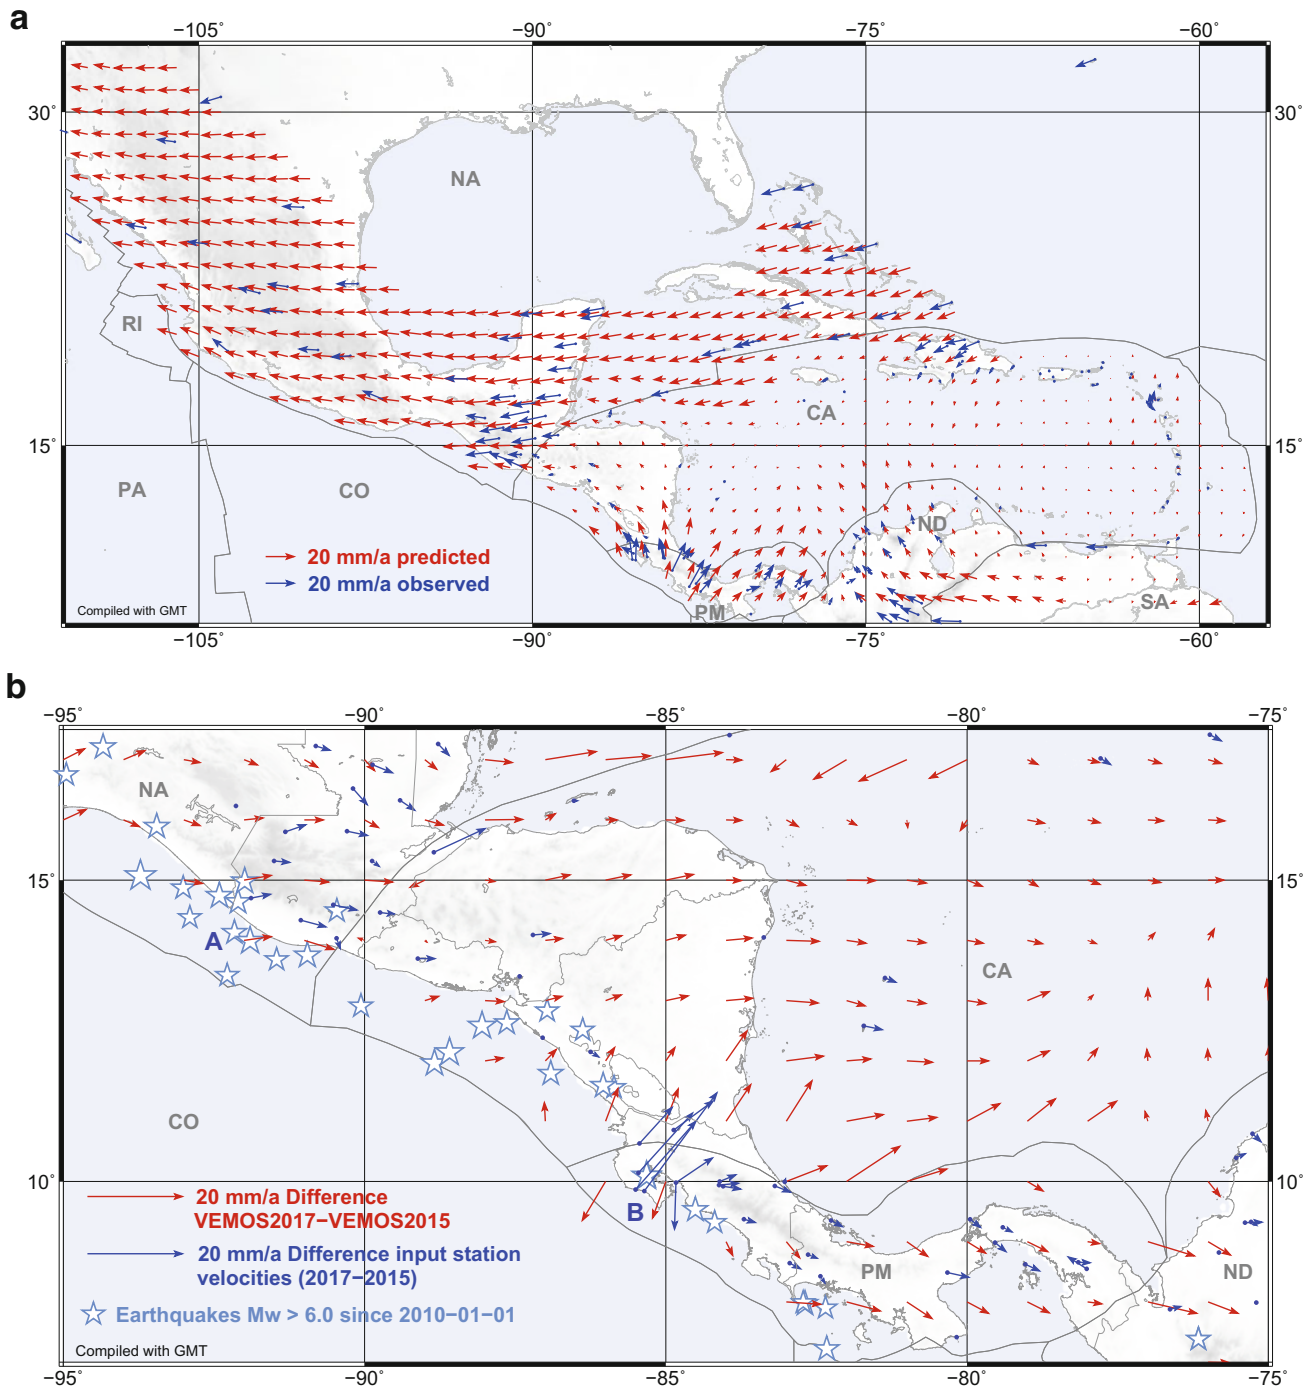 a
−105° −90° −75° −60°
30° 30°
NA
RI
CA
15° 15°
PA CO
ND
20 mm/a predicted
20 mm/a observed
Compiled with GMT
PM SA
−105° −90° −75° −60°
b
−95° −90° −85° −80° −75°
NA
15° 15°
A
CA
CO
10° 10°
20 mm/a Difference
VEMOS2017−VEMOS2015
B
20 mm/a Difference input station
velocities (2017−2015)
PM ND
Earthquakes Mw > 6.0 since 2010−01−01
Compiled with GMT
−95° −90° −85° −80° −75°